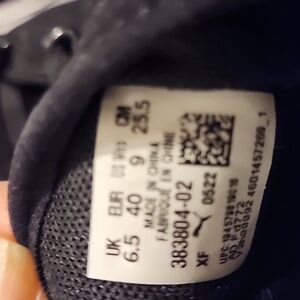 UK EUR US Wn's CM
6.5 40 9 25.5
MADE IN CHINA
FABRIQUE EN CHINE
383804-02
XF 0522